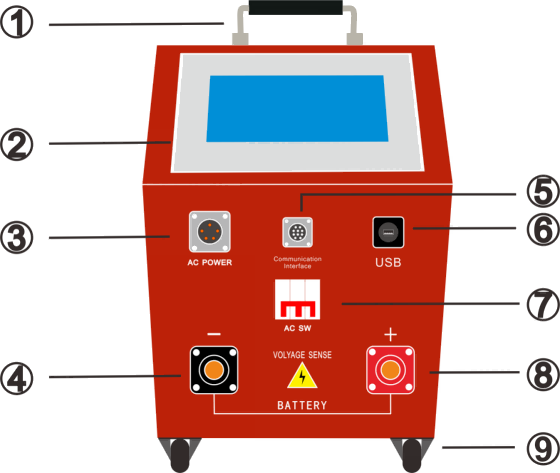 ①
②
⑤
③
⑥
AC POWER
Communication
Interface
USB
⑦
AC SW
− +
VOLYAGE SENSE
④
⑧
BATTERY
⑨